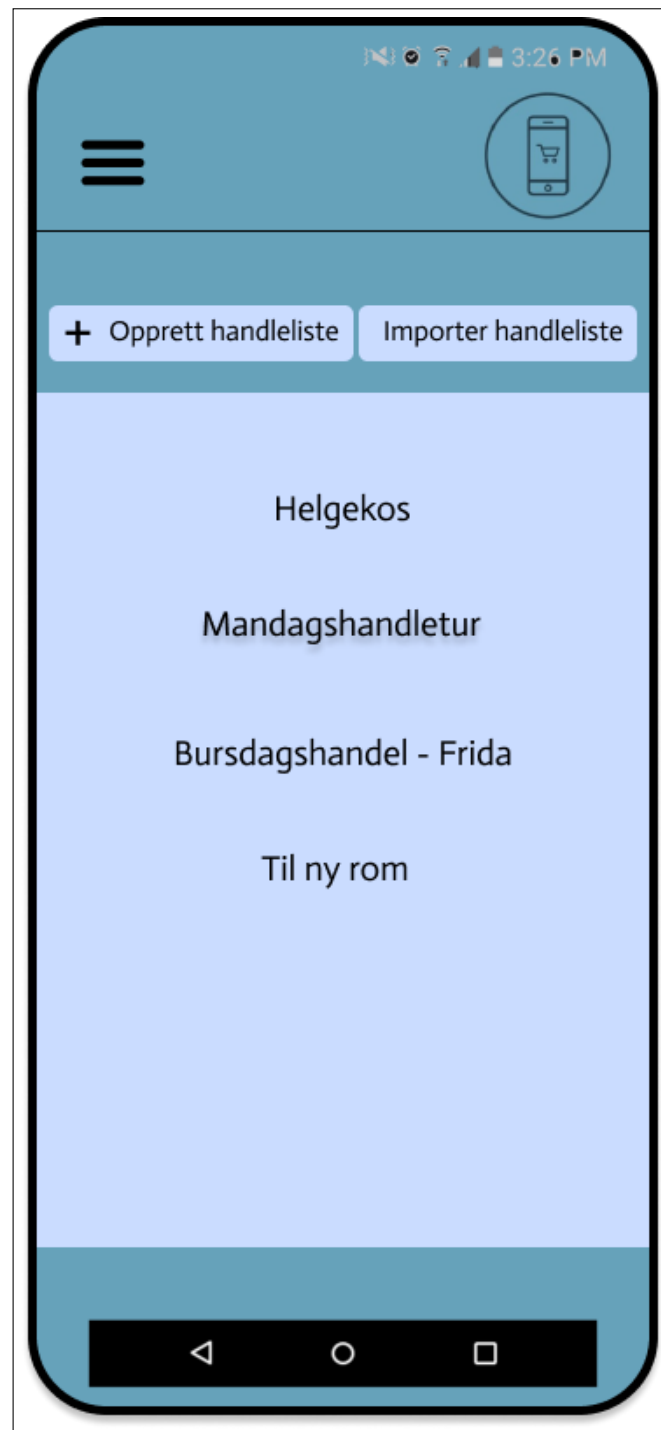 3:26 PM
+ Opprett handleliste Importer handleliste
Helgekos
Mandagshandletur
Bursdagshandel - Frida
Til ny rom